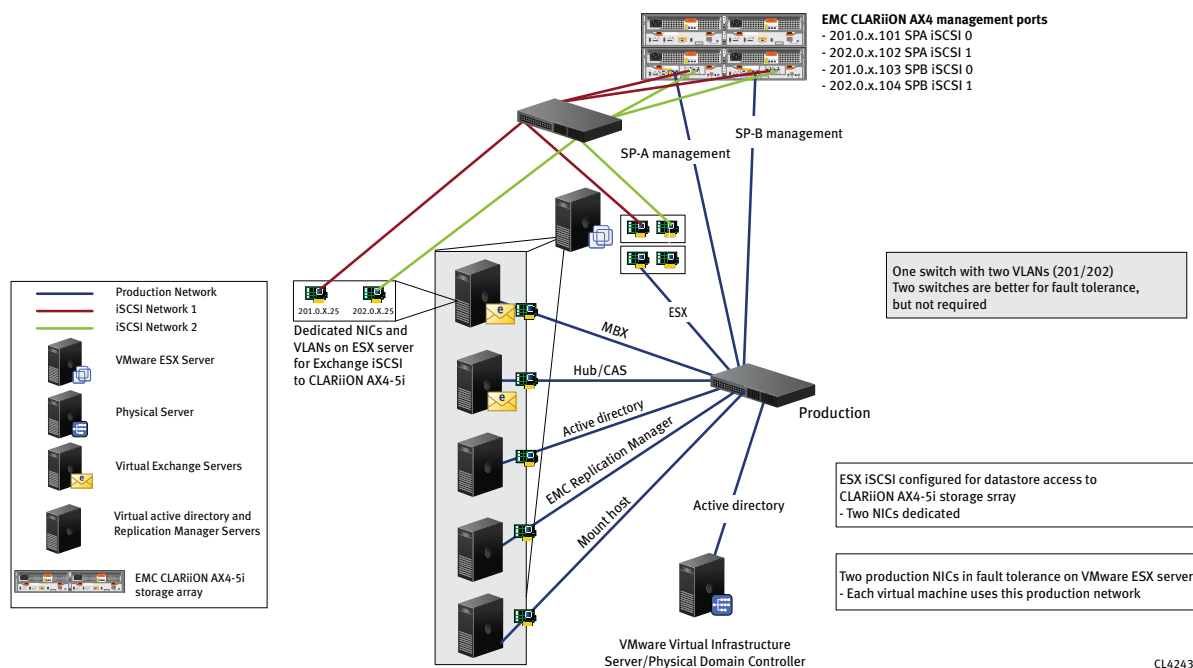 EMC CLARiiON AX4 management ports
- 201.0.x.101 SPA iSCSI 0
- 202.0.x.102 SPA iSCSI 1
- 201.0.x.103 SPB iSCSI 0
- 202.0.x.104 SPB iSCSI 1
SP-B management
SP-A management
One switch with two VLANs (201/202)
Two switches are better for fault tolerance,
but not required
Production Network
iSCSI Network 1
iSCSI Network 2
VMware ESX Server
Physical Server
Virtual Exchange Servers
Virtual active directory and
Replication Manager Servers
EMC CLARiiON AX4-5i
storage array
201.0.X.25
202.0.X.25
Dedicated NICs and
VLANs on ESX server
for Exchange iSCSI
to CLARiiON AX4-5i
e
e
ESX
MBX
Hub/CAS
Active directory
EMC Replication Manager
Mount host
Production
Active directory
ESX iSCSI configured for datastore access to
CLARiiON AX4-5i storage array
- Two NICs dedicated
Two production NICs in fault tolerance on VMware ESX server
- Each virtual machine uses this production network
VMware Virtual Infrastructure
Server/Physical Domain Controller
CL4243